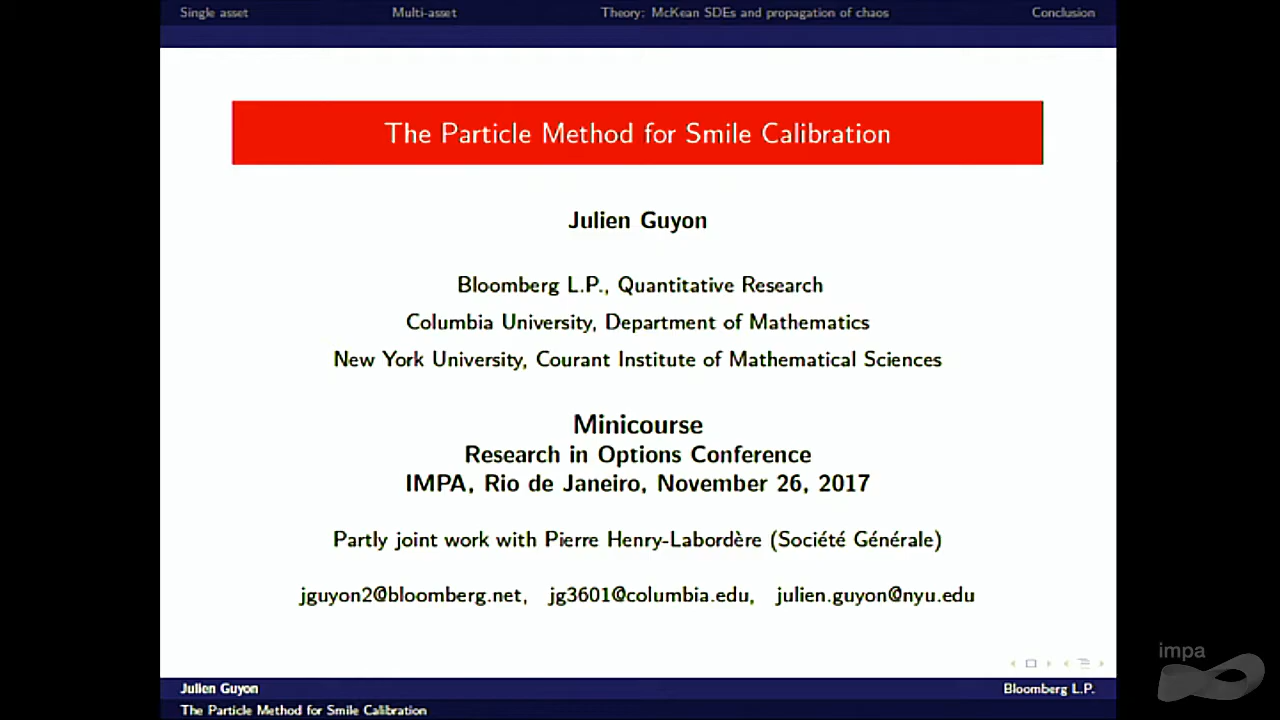 Single asset Multi-asset Theory: McKean SDEs and propagation of chaos Conclusion
The Particle Method for Smile Calibration
Julien Guyon
Bloomberg L.P., Quantitative Research
Columbia University, Department of Mathematics
New York University, Courant Institute of Mathematical Sciences
Minicourse
Research in Options Conference
IMPA, Rio de Janeiro, November 26, 2017
Partly joint work with Pierre Henry-Labordère (Société Générale)
jguyon2@bloomberg.net, jg3601@columbia.edu, julien.guyon@nyu.edu
impa
Julien Guyon Bloomberg L.P.
The Particle Method for Smile Calibration